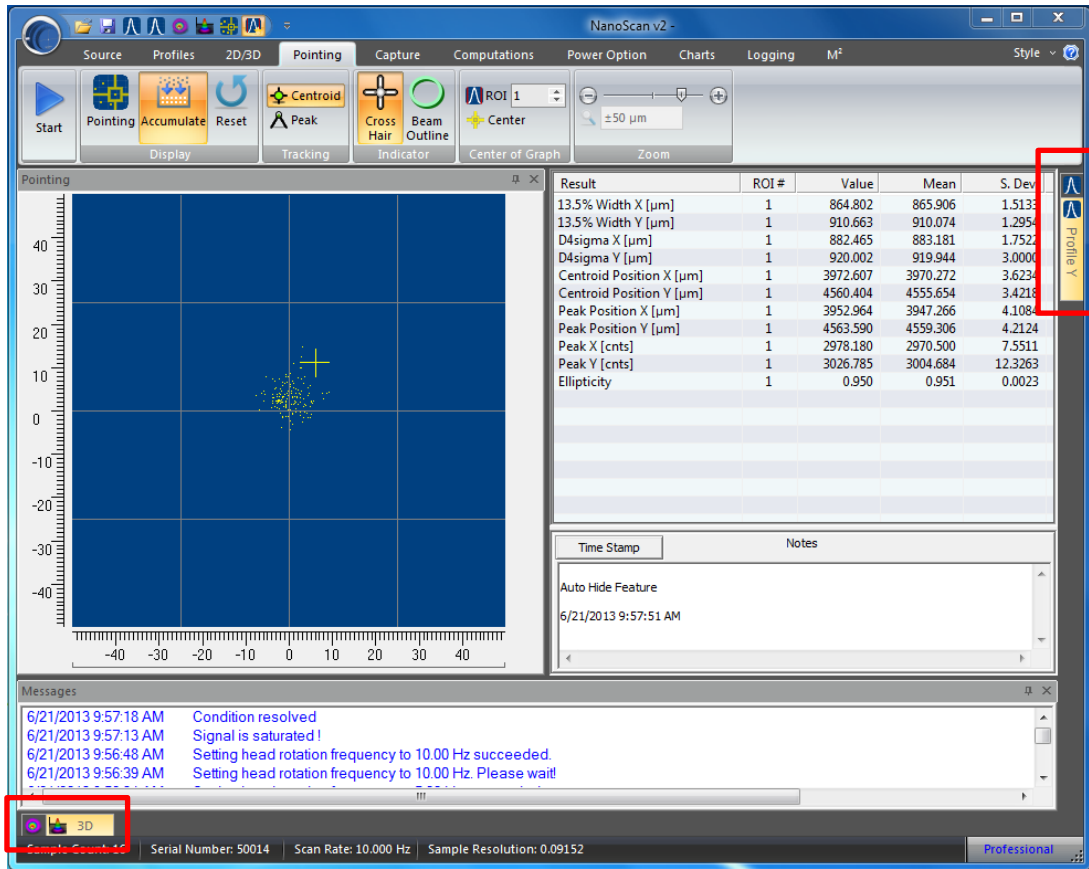 NanoScan v2 -
Source Profiles 2D/3D Pointing Capture Computations Power Option Charts Logging M² Style
Start
Pointing Accumulate Reset
Display
Centroid
Peak
Tracking
Cross Hair Beam Outline
Indicator
ROI 1
Center
Center of Graph
±50 µm
Zoom
Pointing
40
30
20
10
0
-10
-20
-30
-40
-40 -30 -20 -10 0 10 20 30 40
Result ROI # Value Mean S. Dev
13.5% Width X [µm] 1 864.802 865.906 1.5133
13.5% Width Y [µm] 1 910.663 910.074 1.2954
D4sigma X [µm] 1 882.465 883.181 1.7522
D4sigma Y [µm] 1 920.002 919.944 3.0000
Centroid Position X [µm] 1 3972.607 3970.272 3.6234
Centroid Position Y [µm] 1 4560.404 4555.654 3.4218
Peak Position X [µm] 1 3952.964 3947.266 4.1084
Peak Position Y [µm] 1 4563.590 4559.306 4.2124
Peak X [cnts] 1 2978.180 2970.500 7.5511
Peak Y [cnts] 1 3026.785 3004.684 12.3263
Ellipticity 1 0.950 0.951 0.0023
Profile Y
Time Stamp Notes
Auto Hide Feature
6/21/2013 9:57:51 AM
Messages
6/21/2013 9:57:18 AM Condition resolved
6/21/2013 9:57:13 AM Signal is saturated !
6/21/2013 9:56:48 AM Setting head rotation frequency to 10.00 Hz succeeded.
6/21/2013 9:56:39 AM Setting head rotation frequency to 10.00 Hz. Please wait!
3D
Serial Number: 50014 Scan Rate: 10.000 Hz Sample Resolution: 0.09152 Professional